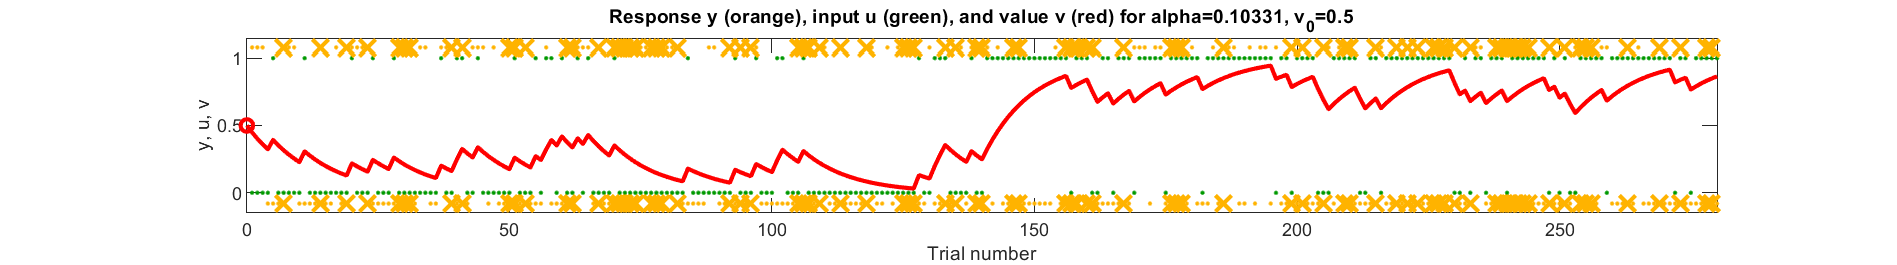 Response y (orange), input u (green), and value v (red) for alpha=0.10331, v0=0.5
y, u, v
1
0.5
0
0 50 100 150 200 250
Trial number